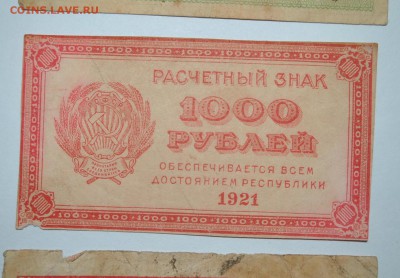 COINS.LAVE.RU
РАСЧЕТНЫЙ ЗНАК
1000
РУБЛЕЙ
ОБЕСПЕЧИВАЕТСЯ ВСЕМ
ДОСТОЯНИЕМ РЕСПУБЛИКИ
1921